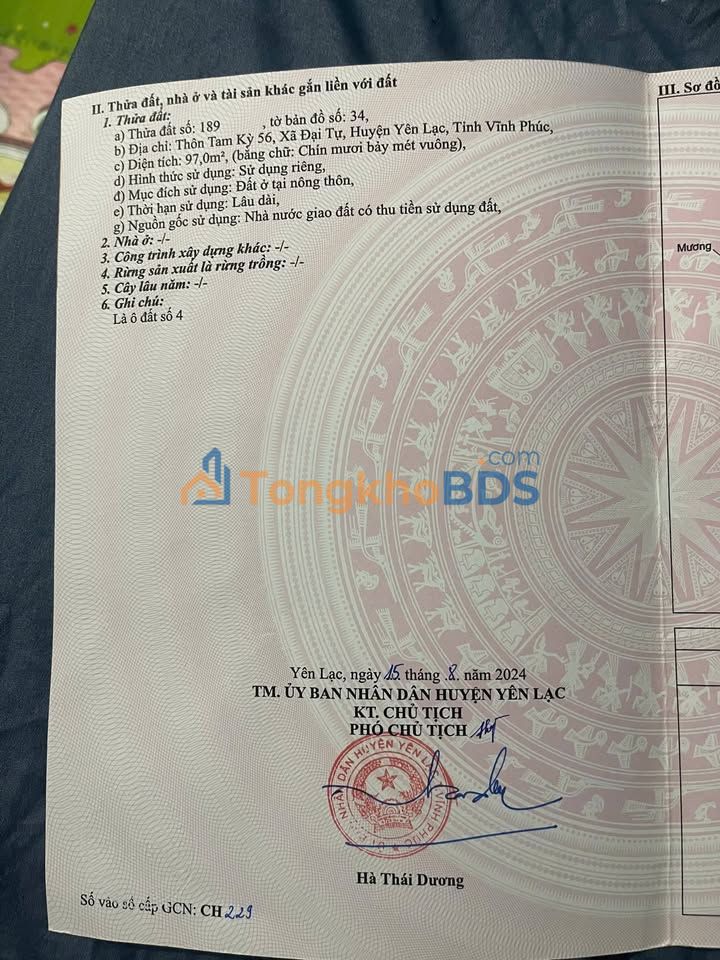 II. Thửa đất, nhà ở và tài sản khác gắn liền với đất
1. Thửa đất:
a) Thửa đất số: 189 , tờ bản đồ số: 34,
b) Địa chỉ: Thôn Tam Kỳ 56, Xã Đại Tự, Huyện Yên Lạc, Tỉnh Vĩnh Phúc,
c) Diện tích: 97,0m², (bằng chữ: Chín mươi bảy mét vuông),
d) Hình thức sử dụng: Sử dụng riêng,
đ) Mục đích sử dụng: Đất ở tại nông thôn,
e) Thời hạn sử dụng: Lâu dài,
g) Nguồn gốc sử dụng: Nhà nước giao đất có thu tiền sử dụng đất,
2. Nhà ở: -/-
3. Công trình xây dựng khác: -/-
4. Rừng sản xuất là rừng trồng: -/-
5. Cây lâu năm: -/-
6. Ghi chú:
Là ô đất số 4
III. Sơ đồ
Mương
TongkhoBDS.com
Yên Lạc, ngày 15 tháng .8. năm 2024
TM. ỦY BAN NHÂN DÂN HUYỆN YÊN LẠC
KT. CHỦ TỊCH
PHÓ CHỦ TỊCH
NHÂN DÂN HUYỆN YÊN LẠC
Hà Thái Dương
Số vào sổ cấp GCN: CH 229